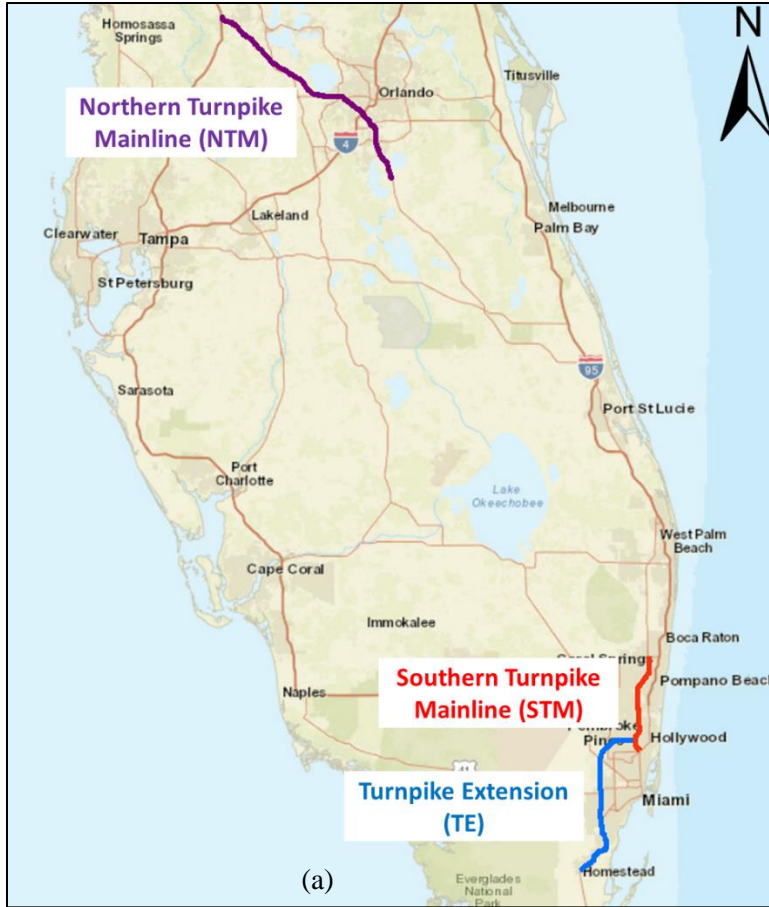 Homosassa
Springs
N
Titusville
Orlando
Northern Turnpike
Mainline (NTM)
4
Lakeland
Melbourne
Palm Bay
Clearwater
Tampa
St Petersburg
95
Sarasota
Port St Lucie
Port
Charlotte
Lake
Okeechobee
West Palm
Beach
Cape Coral
Immokalee
Boca Raton
Springs
Southern Turnpike
Mainline (STM)
Pompano Beach
Naples
Hollywood
41
Turnpike Extension
(TE)
Miami
(a)
Homestead
Everglades
National
Park